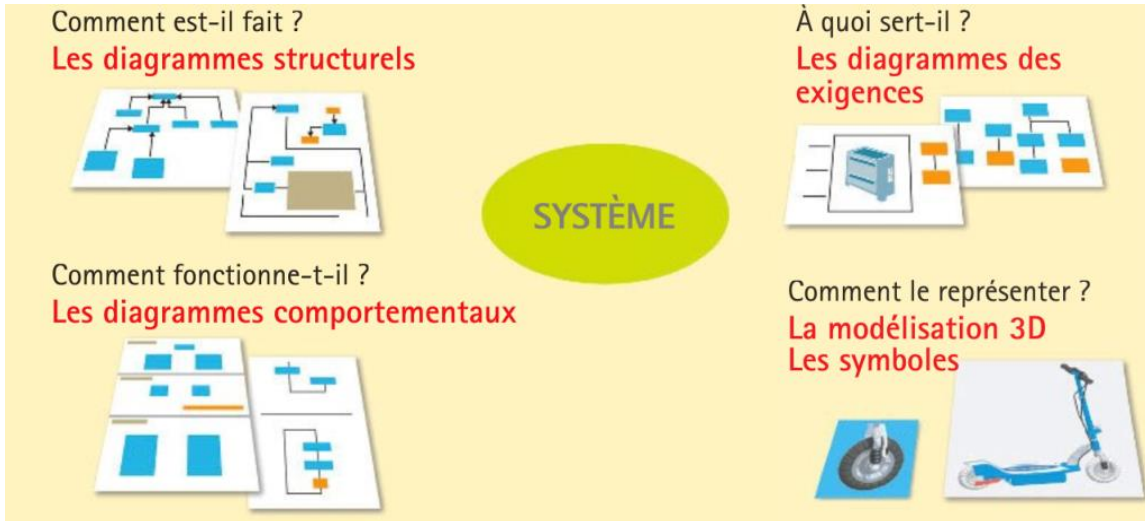 Comment est-il fait ?
Les diagrammes structurels
À quoi sert-il ?
Les diagrammes des
exigences
SYSTÈME
Comment fonctionne-t-il ?
Les diagrammes comportementaux
Comment le représenter ?
La modélisation 3D
Les symboles